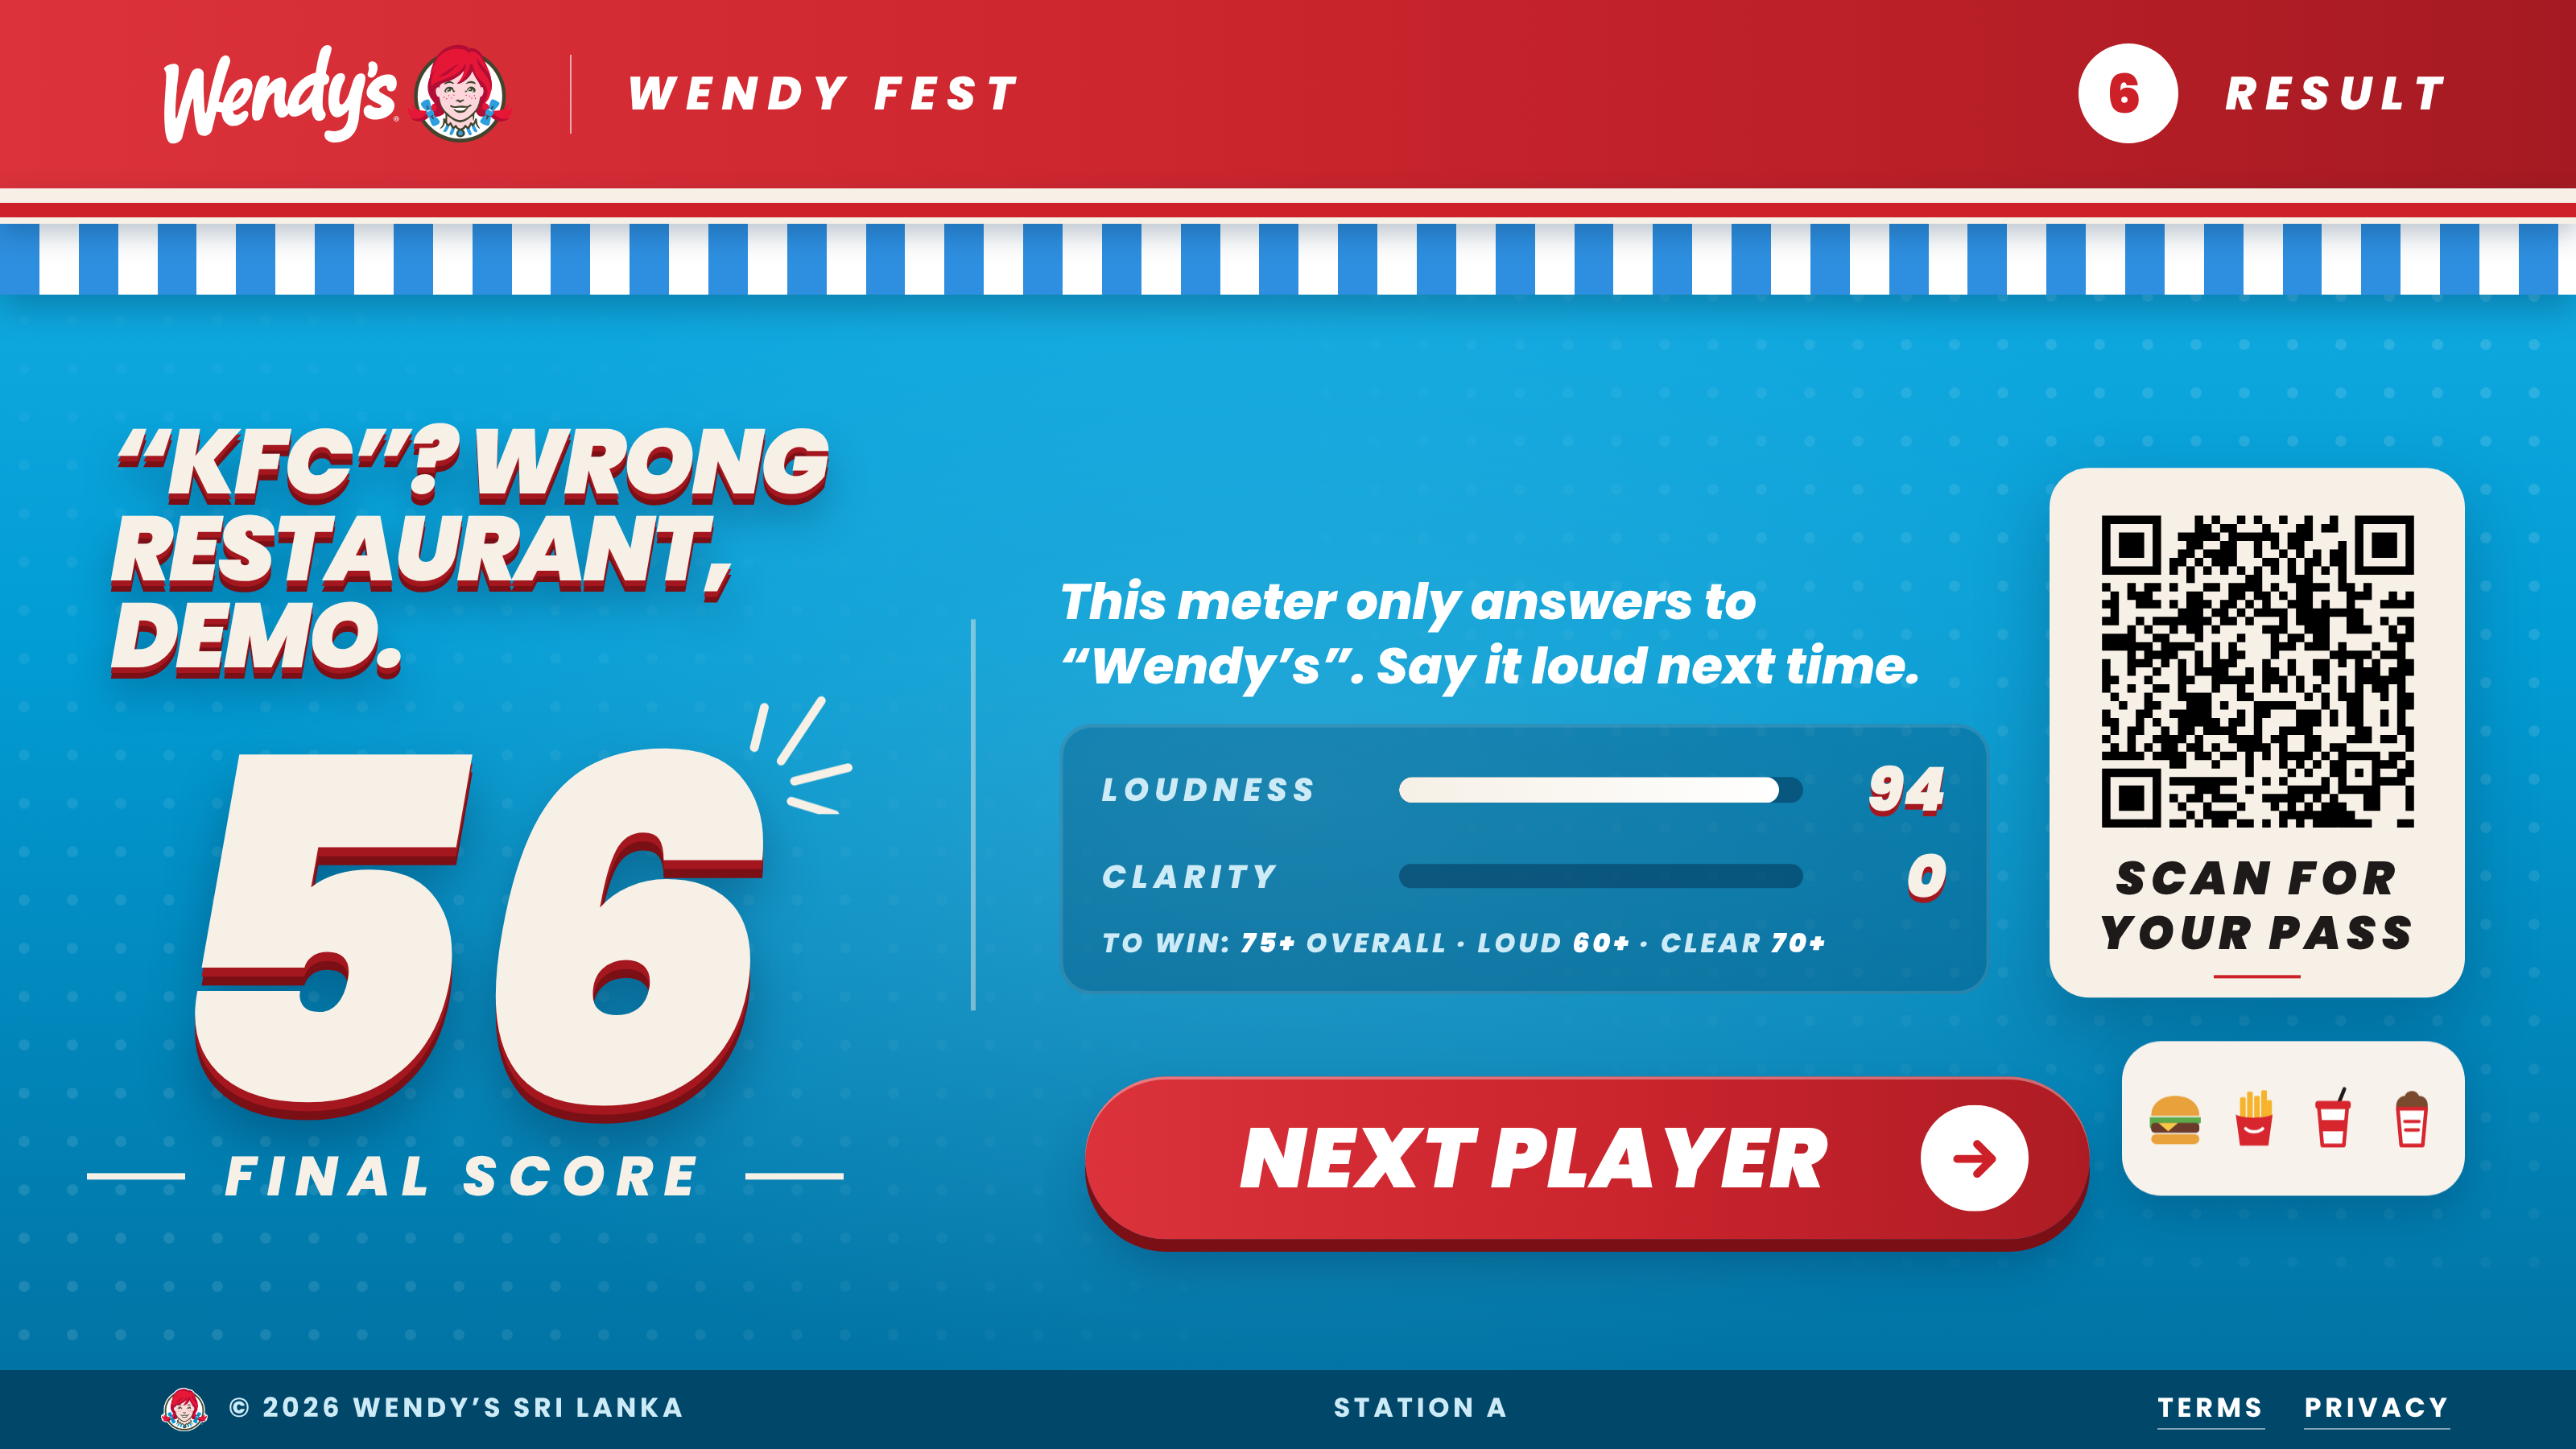 Wendy's
WENDY FEST
6 RESULT
“KFC”? WRONG
RESTAURANT,
DEMO.
56
FINAL SCORE
This meter only answers to
“Wendy’s”. Say it loud next time.
LOUDNESS 94
CLARITY 0
TO WIN: 75+ OVERALL · LOUD 60+ · CLEAR 70+
NEXT PLAYER
SCAN FOR
YOUR PASS
© 2026 WENDY’S SRI LANKA
STATION A
TERMS PRIVACY